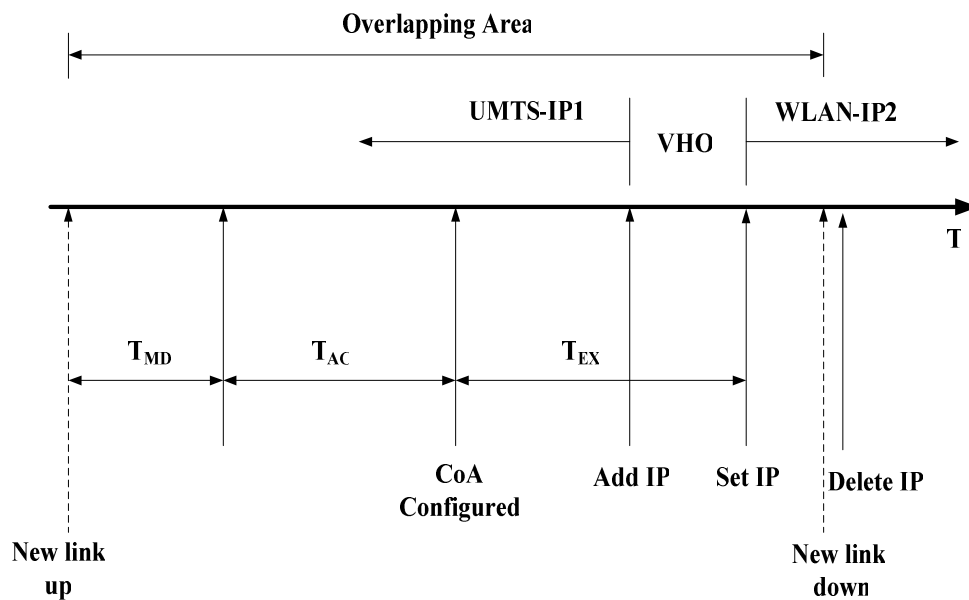 Overlapping Area
UMTS-IP1
VHO
WLAN-IP2
T
TMD
TAC
TEX
CoA
Configured
Add IP
Set IP
Delete IP
New link
up
New link
down